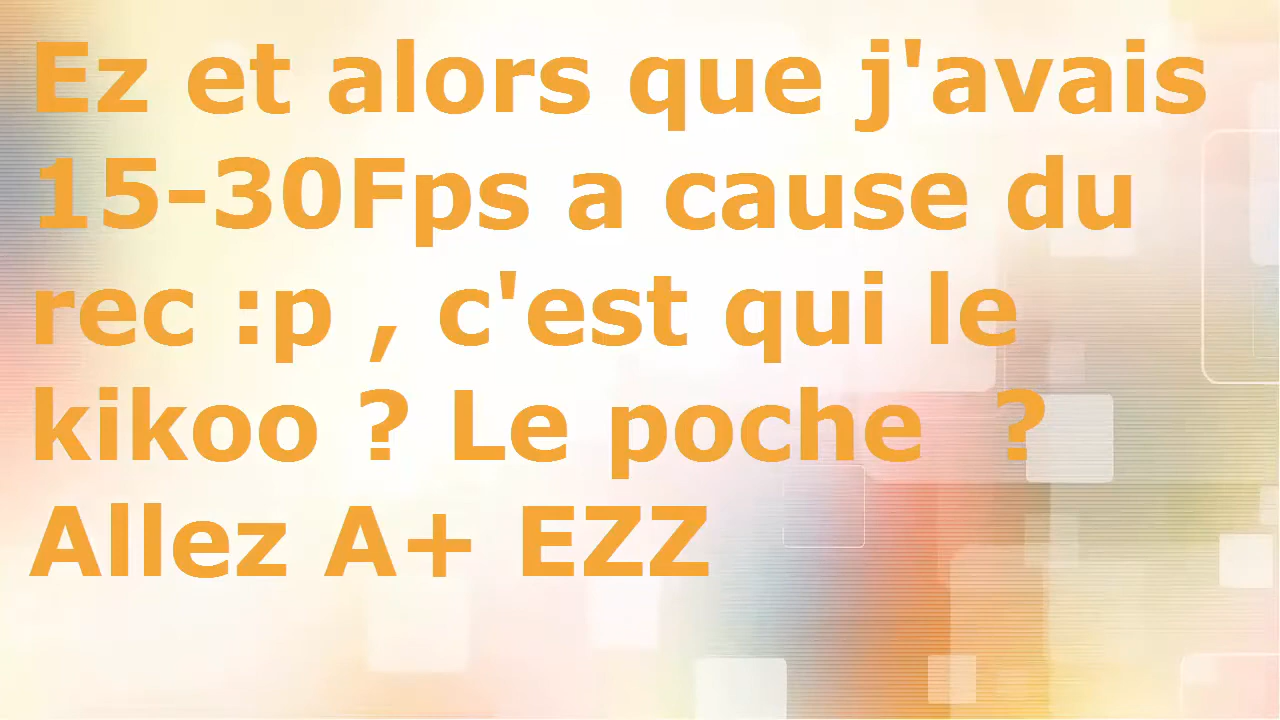 Ez et alors que j'avais
15-30Fps a cause du
rec :p , c'est qui le
kikoo ? Le poche  ?
Allez A+ EZZ